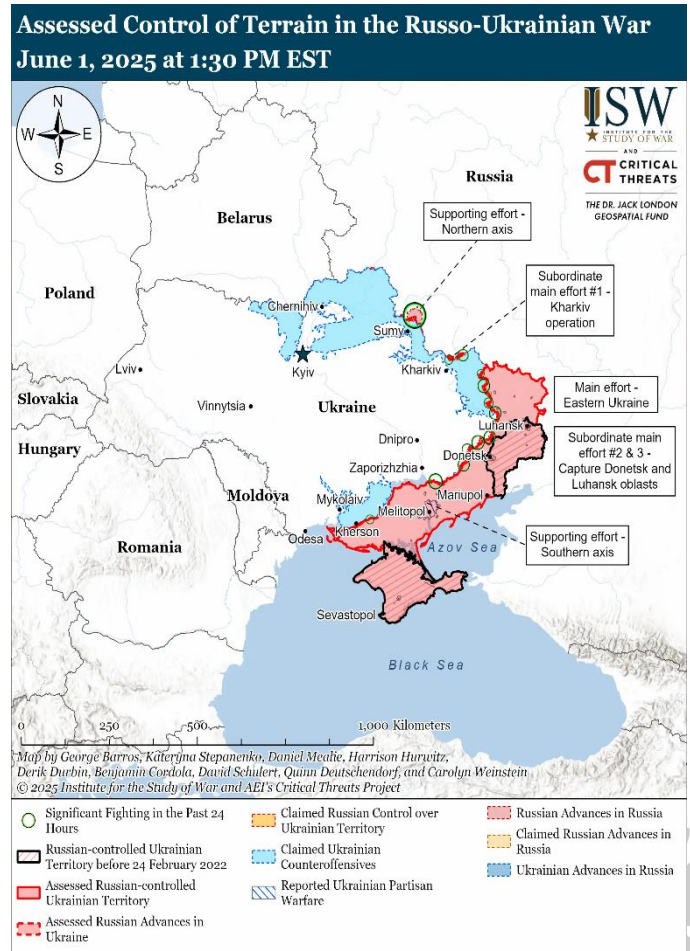 Assessed Control of Terrain in the Russo-Ukrainian War
June 1, 2025 at 1:30 PM EST
N
W
E
S
ISW
INSTITUTE FOR THE
STUDY OF WAR
AND
CT CRITICAL
THREATS
THE DR. JACK LONDON
GEOSPATIAL FUND
Russia
Belarus
Supporting effort -
Northern axis
Subordinate
main effort #1 -
Kharkiv
operation
Poland
Chernihiv
Sumy
Kyiv
Kharkiv
Lviv
Main effort -
Eastern Ukraine
Slovakia
Vinnytsia
Ukraine
Luhansk
Subordinate main
effort #2 & 3 -
Capture Donetsk and
Luhansk oblasts
Hungary
Dnipro
Donetsk
Zaporizhzhia
Moldova
Mykolaiv
Mariupol
Melitopol
Kherson
Odesa
Supporting effort -
Southern axis
Romania
Azov Sea
Sevastopol
Black Sea
0
250
500
1,000 Kilometers
Map by George Barros, Kateryna Stepanenko, Daniel Mealie, Harrison Hurwitz,
Derik Durbin, Benjamin Cordola, David Schulert, Quinn Deutschendorf, and Carolyn Weinstein
© 2025 Institute for the Study of War and AEI's Critical Threats Project
Significant Fighting in the Past 24
Hours
Russian-controlled Ukrainian
Territory before 24 February 2022
Assessed Russian-controlled
Ukrainian Territory
Assessed Russian Advances in
Ukraine
Claimed Russian Control over
Ukrainian Territory
Claimed Ukrainian
Counteroffensives
Reported Ukrainian Partisan
Warfare
Russian Advances in Russia
Claimed Russian Advances in
Russia
Ukrainian Advances in Russia